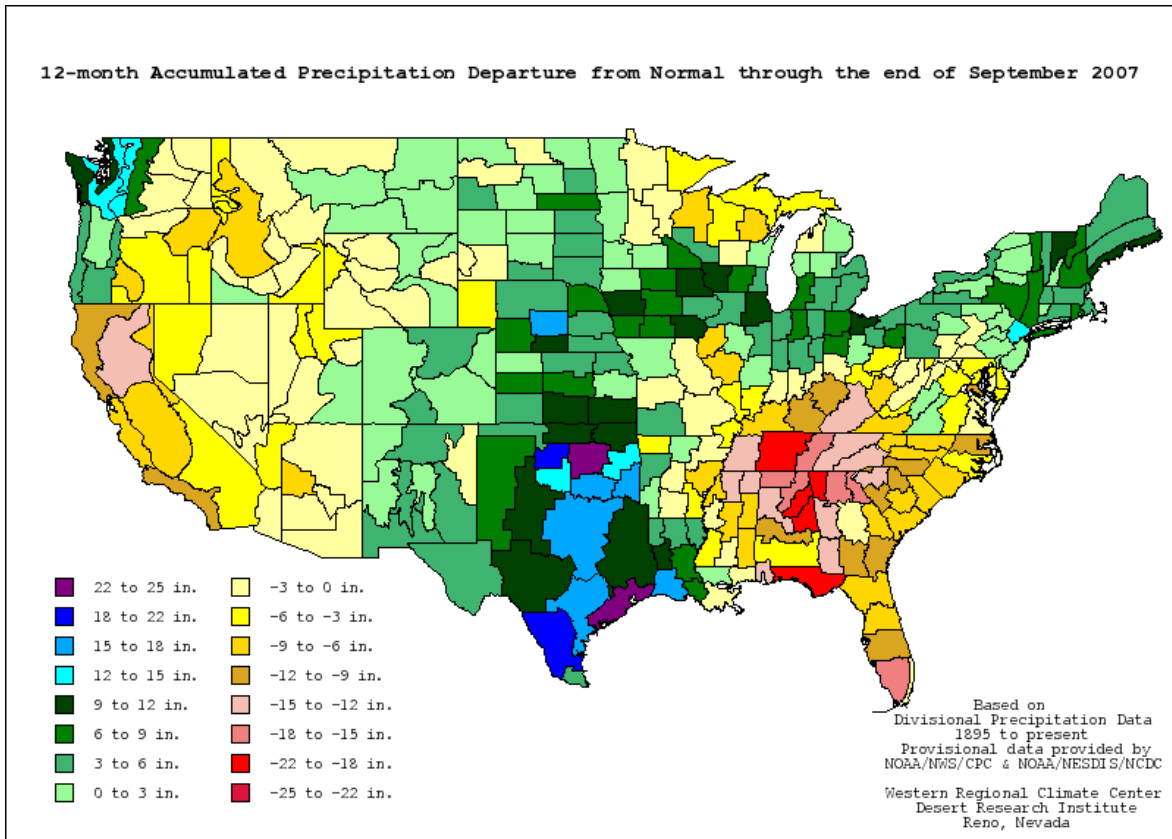 12-month Accumulated Precipitation Departure from Normal through the end of September 2007
22 to 25 in.
18 to 22 in.
15 to 18 in.
12 to 15 in.
9 to 12 in.
6 to 9 in.
3 to 6 in.
0 to 3 in.
-3 to 0 in.
-6 to -3 in.
-9 to -6 in.
-12 to -9 in.
-15 to -12 in.
-18 to -15 in.
-22 to -18 in.
-25 to -22 in.
Based on
Divisional Precipitation Data
1895 to present
Provisional data provided by
NOAA/NWS/CPC & NOAA/NESDIS/NCDC
Western Regional Climate Center
Desert Research Institute
Reno, Nevada